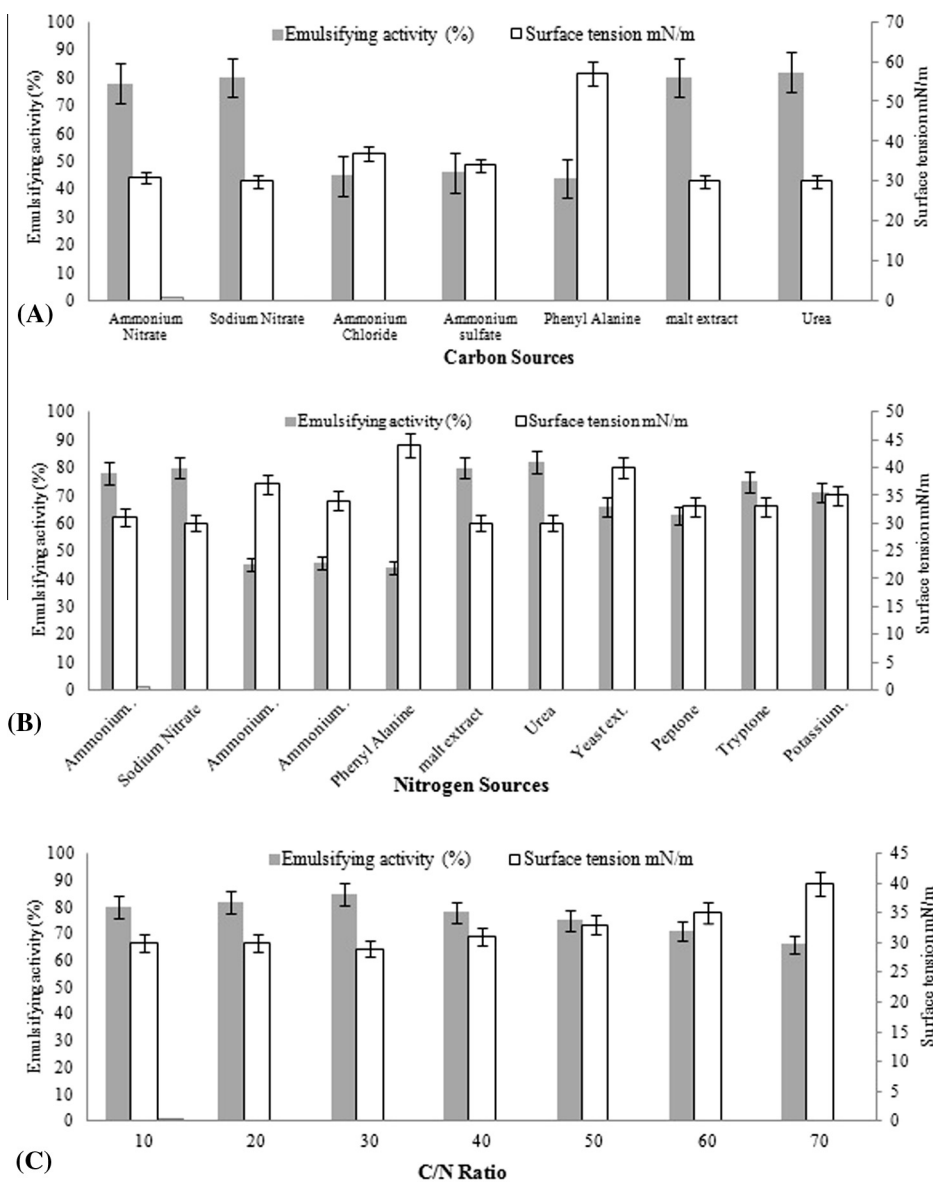 Emulsifying activity (%) Surface tension mN/m
100
90
80
70
60
50
40
30
20
10
0
Emulsifying activity (%)
70
60
50
40
30
20
10
0
Surface tension mN/m
(A)
Ammonium Nitrate
Sodium Nitrate
Ammonium Chloride
Ammonium sulfate
Phenyl Alanine
malt extract
Urea
Carbon Sources
Emulsifying activity (%) Surface tension mN/m
100
90
80
70
60
50
40
30
20
10
0
Emulsifying activity (%)
50
45
40
35
30
25
20
15
10
5
0
Surface tension mN/m
(B)
Ammonium.
Sodium Nitrate
Ammonium.
Ammonium.
Phenyl Alanine
malt extract
Urea
Yeast ext.
Peptone
Tryptone
Potassium.
Nitrogen Sources
Emulsifying activity (%) Surface tension mN/m
100
90
80
70
60
50
40
30
20
10
0
Emulsifying activity (%)
45
40
35
30
25
20
15
10
5
0
Surface tension mN/m
10 20 30 40 50 60 70
(C)
C/N Ratio